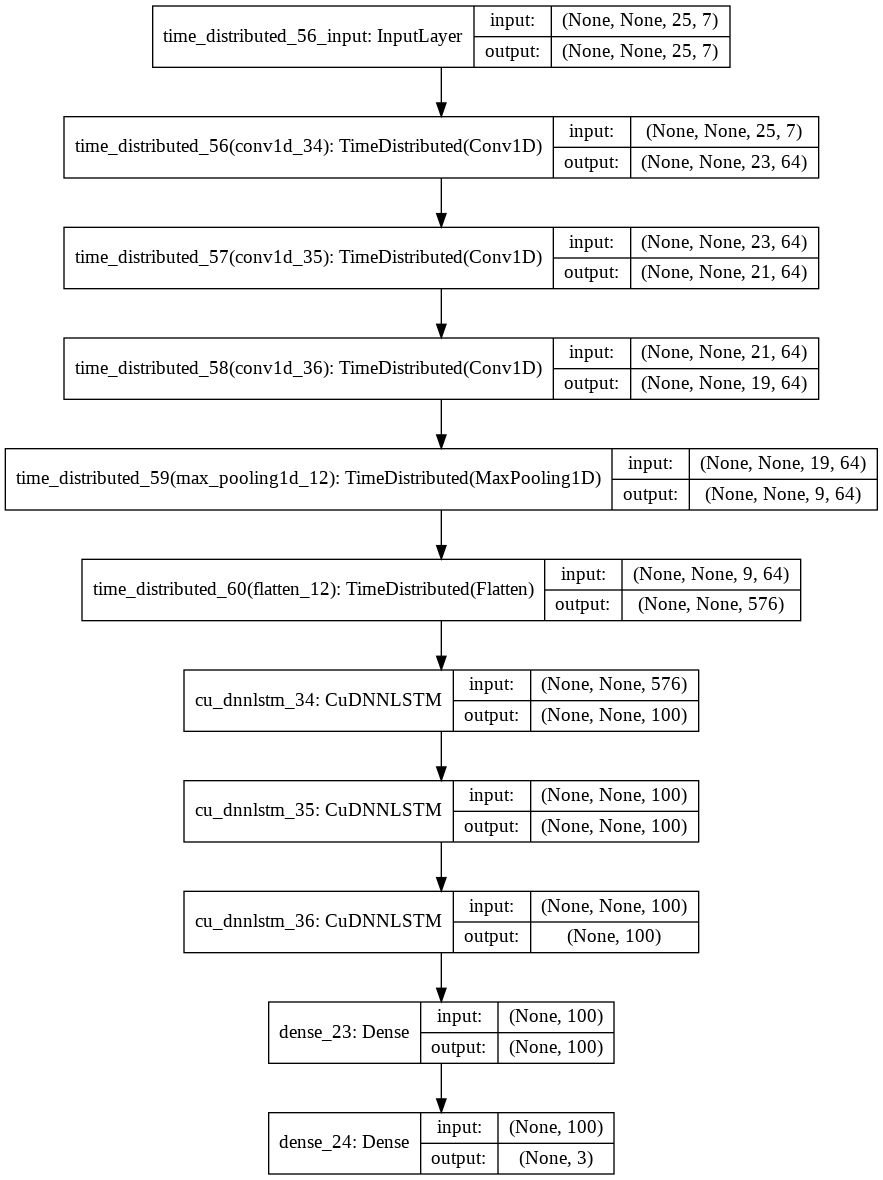 time_distributed_56_input: InputLayer
input: (None, None, 25, 7)
output: (None, None, 25, 7)
time_distributed_56(conv1d_34): TimeDistributed(Conv1D)
input: (None, None, 25, 7)
output: (None, None, 23, 64)
time_distributed_57(conv1d_35): TimeDistributed(Conv1D)
input: (None, None, 23, 64)
output: (None, None, 21, 64)
time_distributed_58(conv1d_36): TimeDistributed(Conv1D)
input: (None, None, 21, 64)
output: (None, None, 19, 64)
time_distributed_59(max_pooling1d_12): TimeDistributed(MaxPooling1D)
input: (None, None, 19, 64)
output: (None, None, 9, 64)
time_distributed_60(flatten_12): TimeDistributed(Flatten)
input: (None, None, 9, 64)
output: (None, None, 576)
cu_dnnlstm_34: CuDNNLSTM
input: (None, None, 576)
output: (None, None, 100)
cu_dnnlstm_35: CuDNNLSTM
input: (None, None, 100)
output: (None, None, 100)
cu_dnnlstm_36: CuDNNLSTM
input: (None, None, 100)
output: (None, 100)
dense_23: Dense
input: (None, 100)
output: (None, 100)
dense_24: Dense
input: (None, 100)
output: (None, 3)